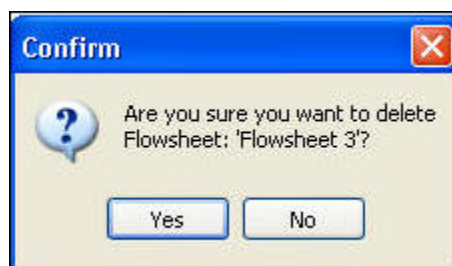 Confirm
Are you sure you want to delete
Flowsheet: 'Flowsheet 3'?
Yes No